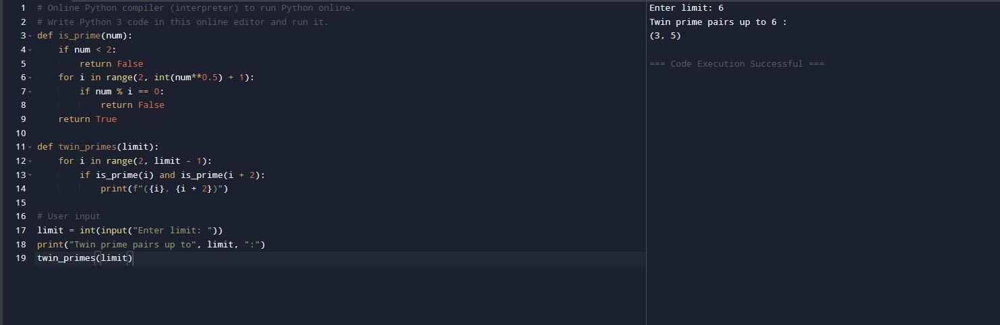 1 # Online Python compiler (interpreter) to run Python online.
2 # Write Python 3 code in this online editor and run it.
3 def is_prime(num):
4     if num < 2:
5         return False
6     for i in range(2, int(num**0.5) + 1):
7         if num % i == 0:
8             return False
9     return True
10
11 def twin_primes(limit):
12     for i in range(2, limit - 1):
13         if is_prime(i) and is_prime(i + 2):
14             print(f"({i}, {i + 2})")
15
16 # User input
17 limit = int(input("Enter limit: "))
18 print("Twin prime pairs up to", limit, ":")
19 twin_primes(limit)
Enter limit: 6
Twin prime pairs up to 6 :
(3, 5)
=== Code Execution Successful ===